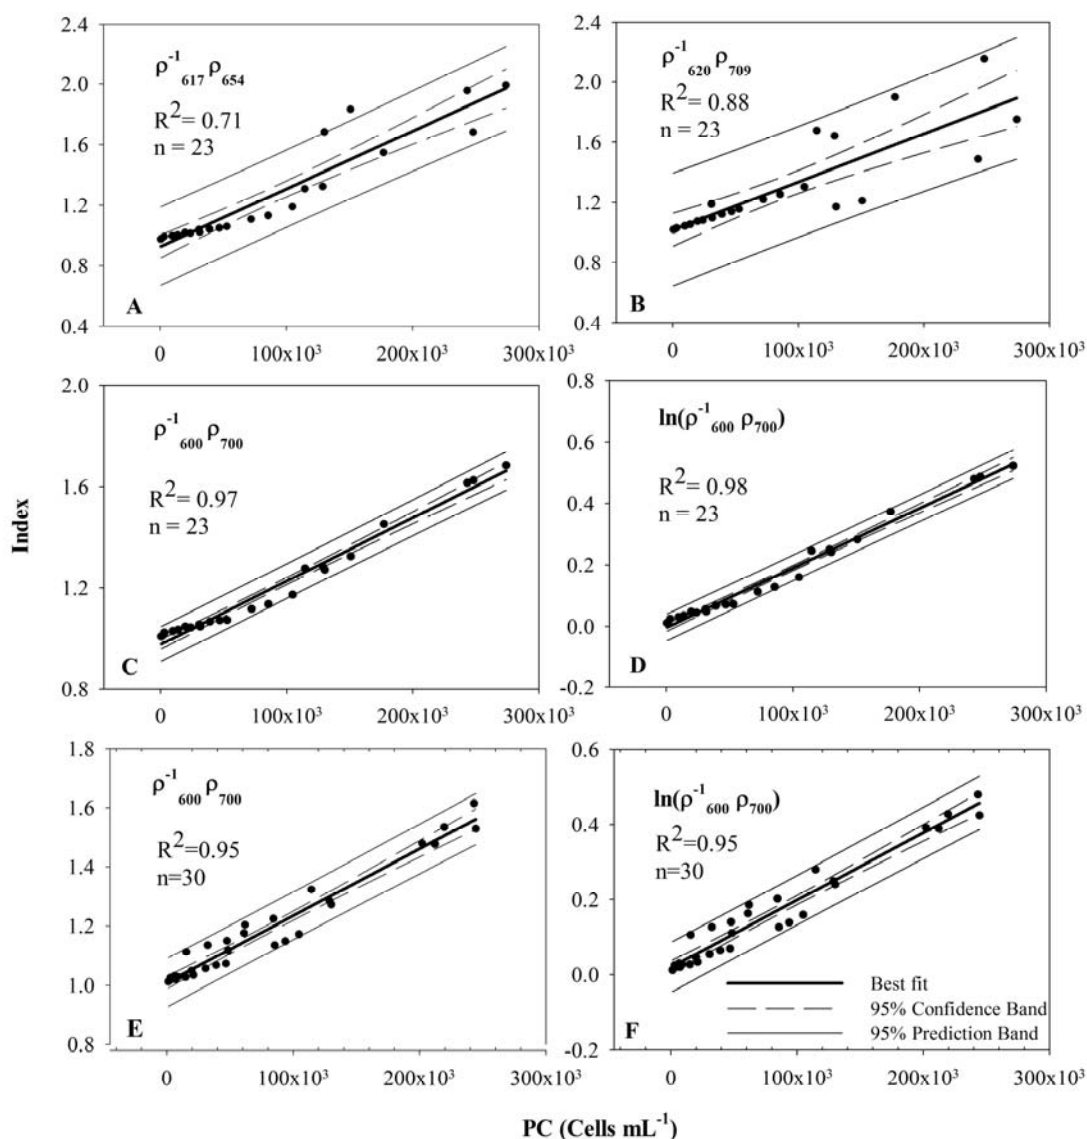 2.4
2.0
1.6
1.2
0.8
0.4
ρ⁻¹₆₁₇ ρ₆₅₄
R² = 0.71
n = 23
A
0 100x10³ 200x10³ 300x10³
2.4
2.0
1.6
1.2
0.8
0.4
ρ⁻¹₆₂₀ ρ₇₀₉
R² = 0.88
n = 23
B
0 100x10³ 200x10³ 300x10³
2.0
1.6
1.2
0.8
ρ⁻¹₆₀₀ ρ₇₀₀
R²= 0.97
n = 23
C
0 100x10³ 200x10³ 300x10³
0.8
0.6
0.4
0.2
0.0
-0.2
ln(ρ⁻¹₆₀₀ ρ₇₀₀)
R²= 0.98
n = 23
D
0 100x10³ 200x10³ 300x10³
Index
1.8
1.6
1.4
1.2
1.0
0.8
ρ⁻¹₆₀₀ ρ₇₀₀
R²=0.95
n=30
E
0 100x10³ 200x10³ 300x10³
0.6
0.4
0.2
0.0
-0.2
ln(ρ⁻¹₆₀₀ ρ₇₀₀)
R²=0.95
n=30
Best fit
95% Confidence Band
95% Prediction Band
F
0 100x10³ 200x10³ 300x10³
PC (Cells mL⁻¹)